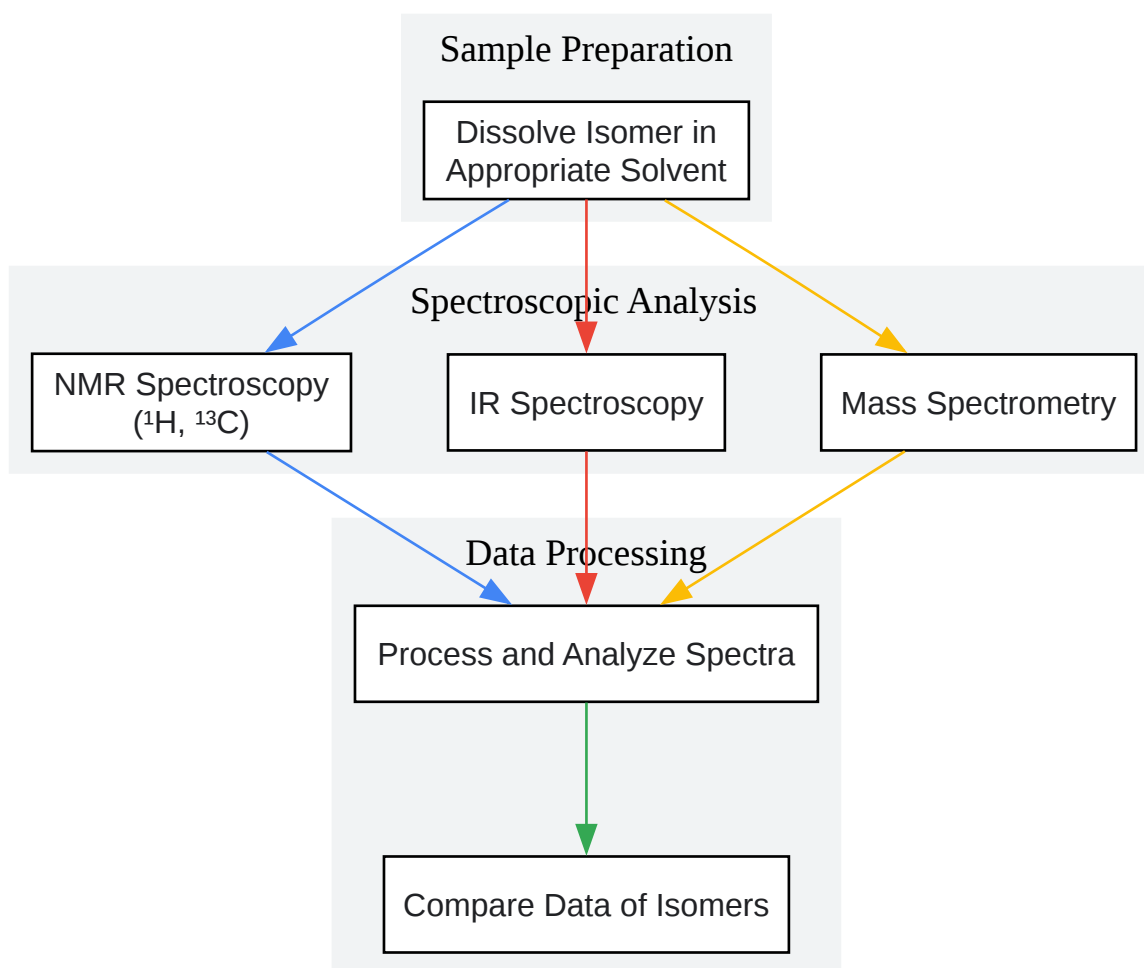 Sample Preparation
Dissolve Isomer in
Appropriate Solvent
Spectroscopic Analysis
NMR Spectroscopy
(¹H, ¹³C)
IR Spectroscopy
Mass Spectrometry
Data Processing
Process and Analyze Spectra
Compare Data of Isomers